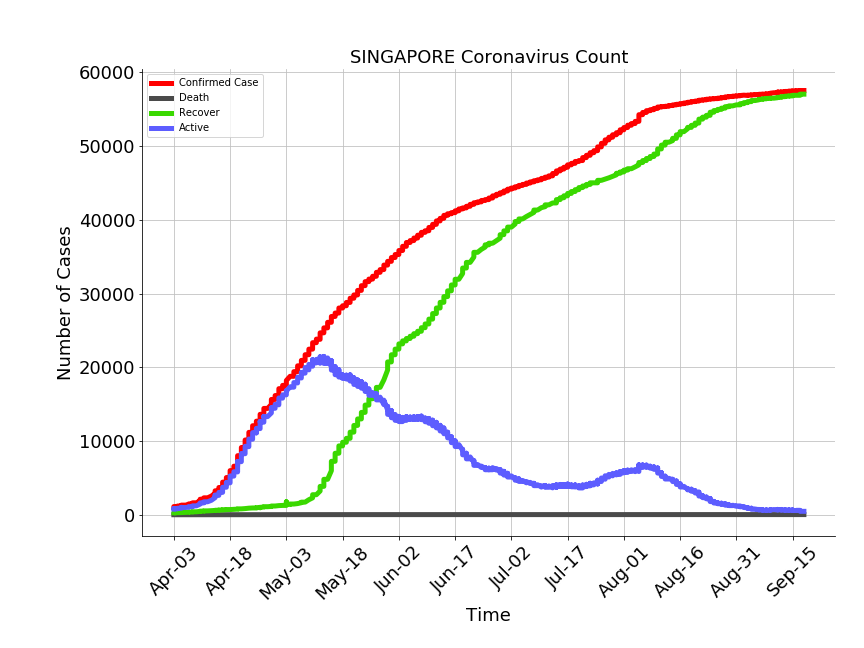 SINGAPORE Coronavirus Count
Confirmed Case
Death
Recover
Active
60000
50000
40000
30000
20000
10000
0
Number of Cases
Apr-03
Apr-18
May-03
May-18
Jun-02
Jun-17
Jul-02
Jul-17
Aug-01
Aug-16
Aug-31
Sep-15
Time